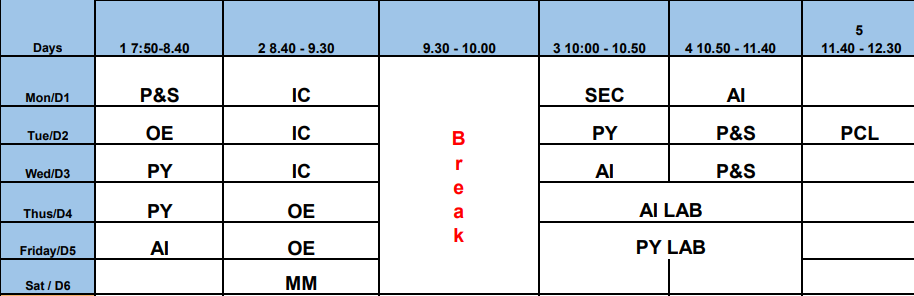 Days 1 7:50-8.40 2 8.40 - 9.30 9.30 - 10.00 3 10:00 - 10.50 4 10.50 - 11.40 5 11.40 - 12.30
Mon/D1 P&S IC SEC AI
Tue/D2 OE IC PY P&S PCL
Wed/D3 PY IC AI P&S
Thus/D4 PY OE AI LAB
Friday/D5 AI OE PY LAB
Sat / D6 MM
Break